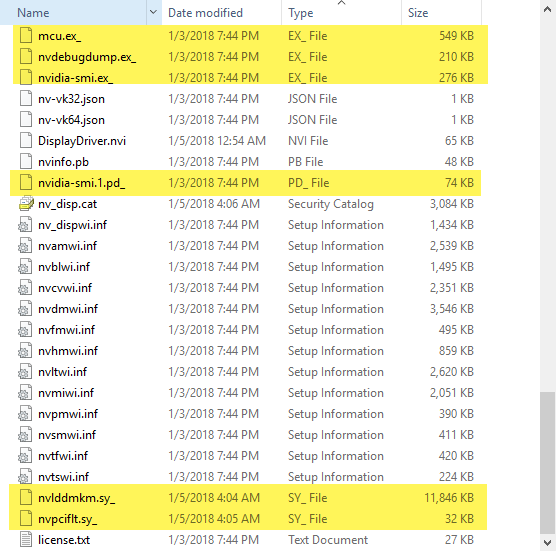 Name Date modified Type Size
mcu.ex_ 1/3/2018 7:44 PM EX_ File 549 KB
nvdebugdump.ex_ 1/3/2018 7:44 PM EX_ File 210 KB
nvidia-smi.ex_ 1/3/2018 7:44 PM EX_ File 276 KB
nv-vk32.json 1/3/2018 7:44 PM JSON File 1 KB
nv-vk64.json 1/3/2018 7:44 PM JSON File 1 KB
DisplayDriver.nvi 1/5/2018 12:54 AM NVI File 65 KB
nvinfo.pb 1/3/2018 7:44 PM PB File 48 KB
nvidia-smi.1.pd_ 1/3/2018 7:44 PM PD_ File 74 KB
nv_disp.cat 1/5/2018 4:06 AM Security Catalog 3,084 KB
nv_dispwi.inf 1/3/2018 7:44 PM Setup Information 1,434 KB
nvamwi.inf 1/3/2018 7:44 PM Setup Information 2,539 KB
nvblwi.inf 1/3/2018 7:44 PM Setup Information 1,495 KB
nvcvwi.inf 1/3/2018 7:44 PM Setup Information 2,351 KB
nvdmwi.inf 1/3/2018 7:44 PM Setup Information 3,546 KB
nvfmwi.inf 1/3/2018 7:44 PM Setup Information 495 KB
nvhmwi.inf 1/3/2018 7:44 PM Setup Information 859 KB
nvltwi.inf 1/3/2018 7:44 PM Setup Information 2,620 KB
nvmiwi.inf 1/3/2018 7:44 PM Setup Information 2,051 KB
nvpmwi.inf 1/3/2018 7:44 PM Setup Information 390 KB
nvsmwi.inf 1/3/2018 7:44 PM Setup Information 411 KB
nvtfwi.inf 1/3/2018 7:44 PM Setup Information 420 KB
nvtswi.inf 1/3/2018 7:44 PM Setup Information 224 KB
nvlddmkm.sy_ 1/5/2018 4:04 AM SY_ File 11,846 KB
nvpciflt.sy_ 1/5/2018 4:05 AM SY_ File 32 KB
license.txt 1/3/2018 7:44 PM Text Document 27 KB